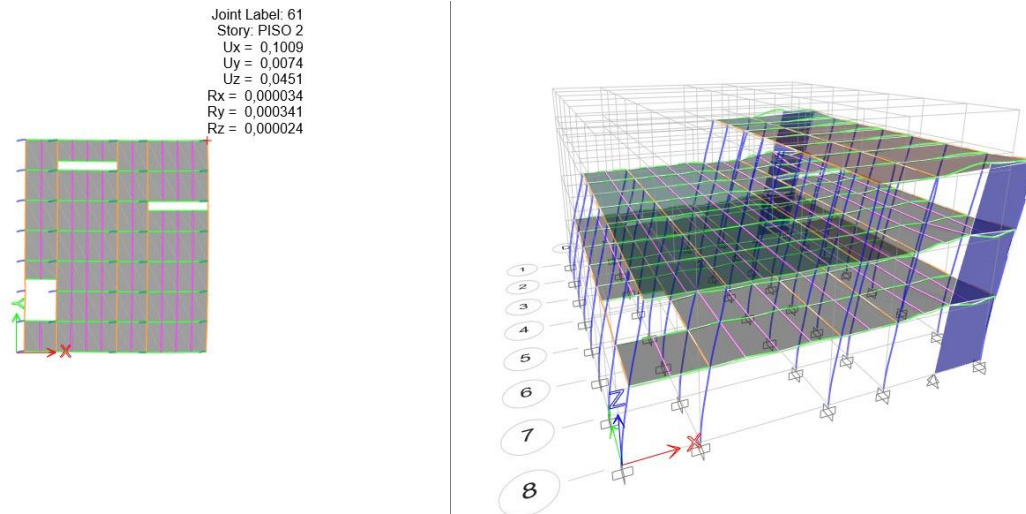 Joint Label: 61
Story: PISO 2
Ux = 0,1009
Uy = 0,0074
Uz = 0,0451
Rx = 0,000034
Ry = 0,000341
Rz = 0,000024
Y
X
1
2
3
4
5
6
7
8
Z
X